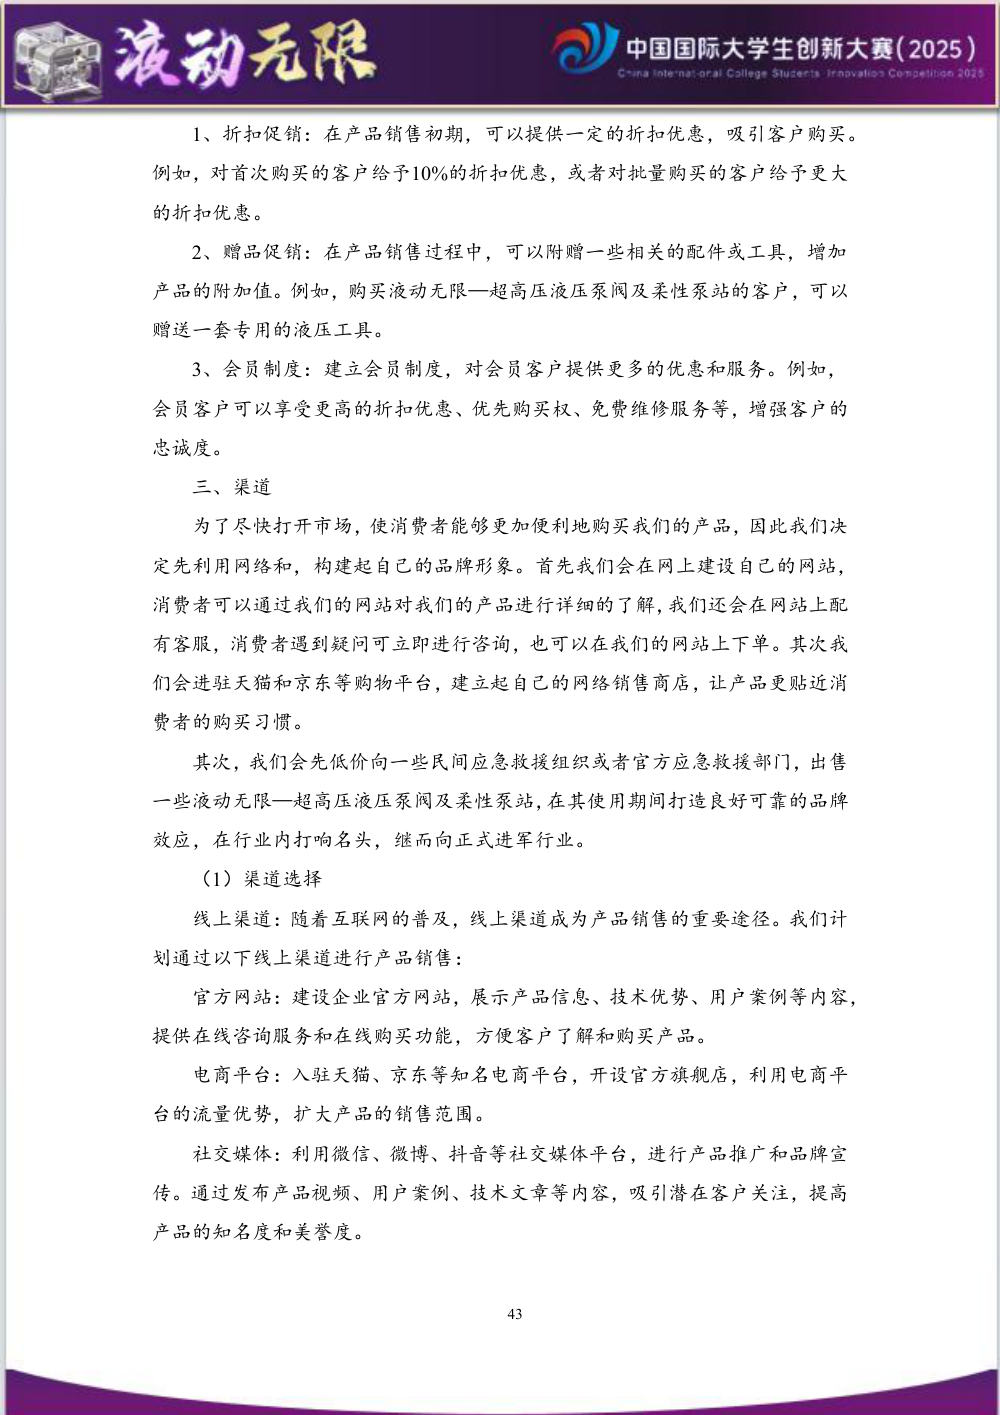 液动无限
中国国际大学生创新大赛(2025)
China International College Students' Innovation Competition 2025
1、折扣促销：在产品销售初期，可以提供一定的折扣优惠，吸引客户购买。
例如，对首次购买的客户给予10%的折扣优惠，或者对批量购买的客户给予更大
的折扣优惠。
2、赠品促销：在产品销售过程中，可以附赠一些相关的配件或工具，增加
产品的附加值。例如，购买液动无限—超高压液压泵阀及柔性泵站的客户，可以
赠送一套专用的液压工具。
3、会员制度：建立会员制度，对会员客户提供更多的优惠和服务。例如，
会员客户可以享受更高的折扣优惠、优先购买权、免费维修服务等，增强客户的
忠诚度。
三、渠道
为了尽快打开市场，使消费者能够更加便利地购买我们的产品，因此我们决
定先利用网络和，构建起自己的品牌形象。首先我们会在网上建设自己的网站，
消费者可以通过我们的网站对我们的产品进行详细的了解，我们还会在网站上配
有客服，消费者遇到疑问可立即进行咨询，也可以在我们的网站上下单。其次我
们会进驻天猫和京东等购物平台，建立起自己的网络销售商店，让产品更贴近消
费者的购买习惯。
其次，我们会先低价向一些民间应急救援组织或者官方应急救援部门，出售
一些液动无限—超高压液压泵阀及柔性泵站，在其使用期间打造良好可靠的品牌
效应，在行业内打响名头，继而向正式进军行业。
（1）渠道选择
线上渠道：随着互联网的普及，线上渠道成为产品销售的重要途径。我们计
划通过以下线上渠道进行产品销售：
官方网站：建设企业官方网站，展示产品信息、技术优势、用户案例等内容，
提供在线咨询服务和在线购买功能，方便客户了解和购买产品。
电商平台：入驻天猫、京东等知名电商平台，开设官方旗舰店，利用电商平
台的流量优势，扩大产品的销售范围。
社交媒体：利用微信、微博、抖音等社交媒体平台，进行产品推广和品牌宣
传。通过发布产品视频、用户案例、技术文章等内容，吸引潜在客户关注，提高
产品的知名度和美誉度。
43